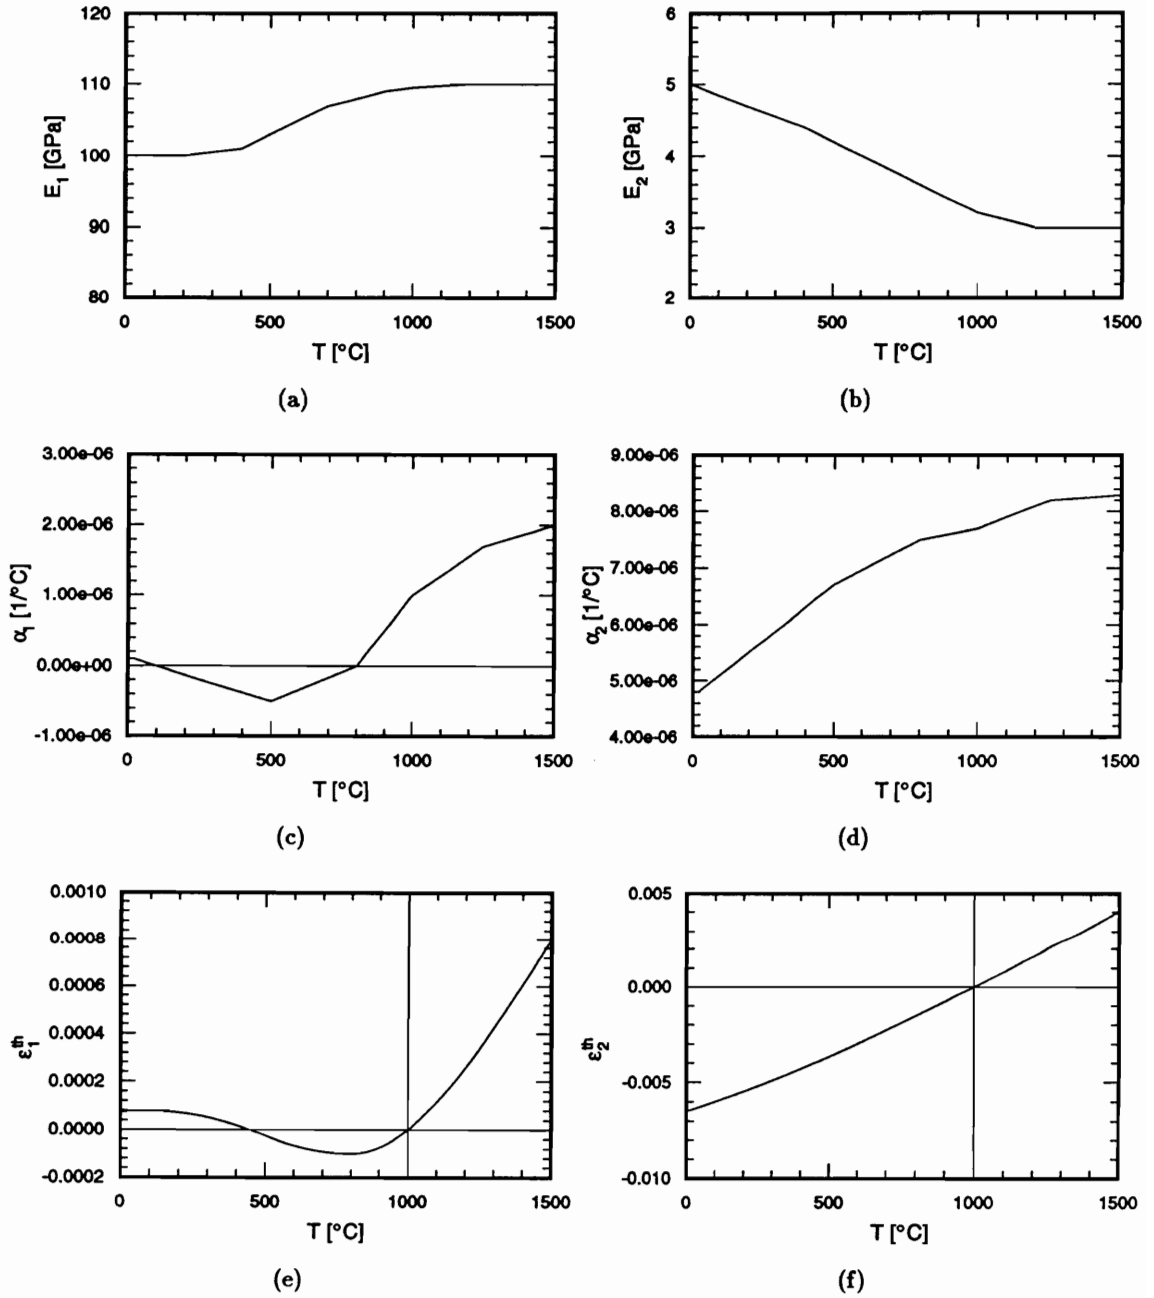 120
110
100
90
80
E1 [GPa]
0 500 1000 1500
T [°C]
(a)
6
5
4
3
2
E2 [GPa]
0 500 1000 1500
T [°C]
(b)
3.00e-06
2.00e-06
1.00e-06
0.00e+00
-1.00e-06
α1 [1/°C]
0 500 1000 1500
T [°C]
(c)
9.00e-06
8.00e-06
7.00e-06
6.00e-06
5.00e-06
4.00e-06
α2 [1/°C]
0 500 1000 1500
T [°C]
(d)
0.0010
0.0008
0.0006
0.0004
0.0002
0.0000
-0.0002
ε1th
0 500 1000 1500
T [°C]
(e)
0.005
0.000
-0.005
-0.010
ε2th
0 500 1000 1500
T [°C]
(f)